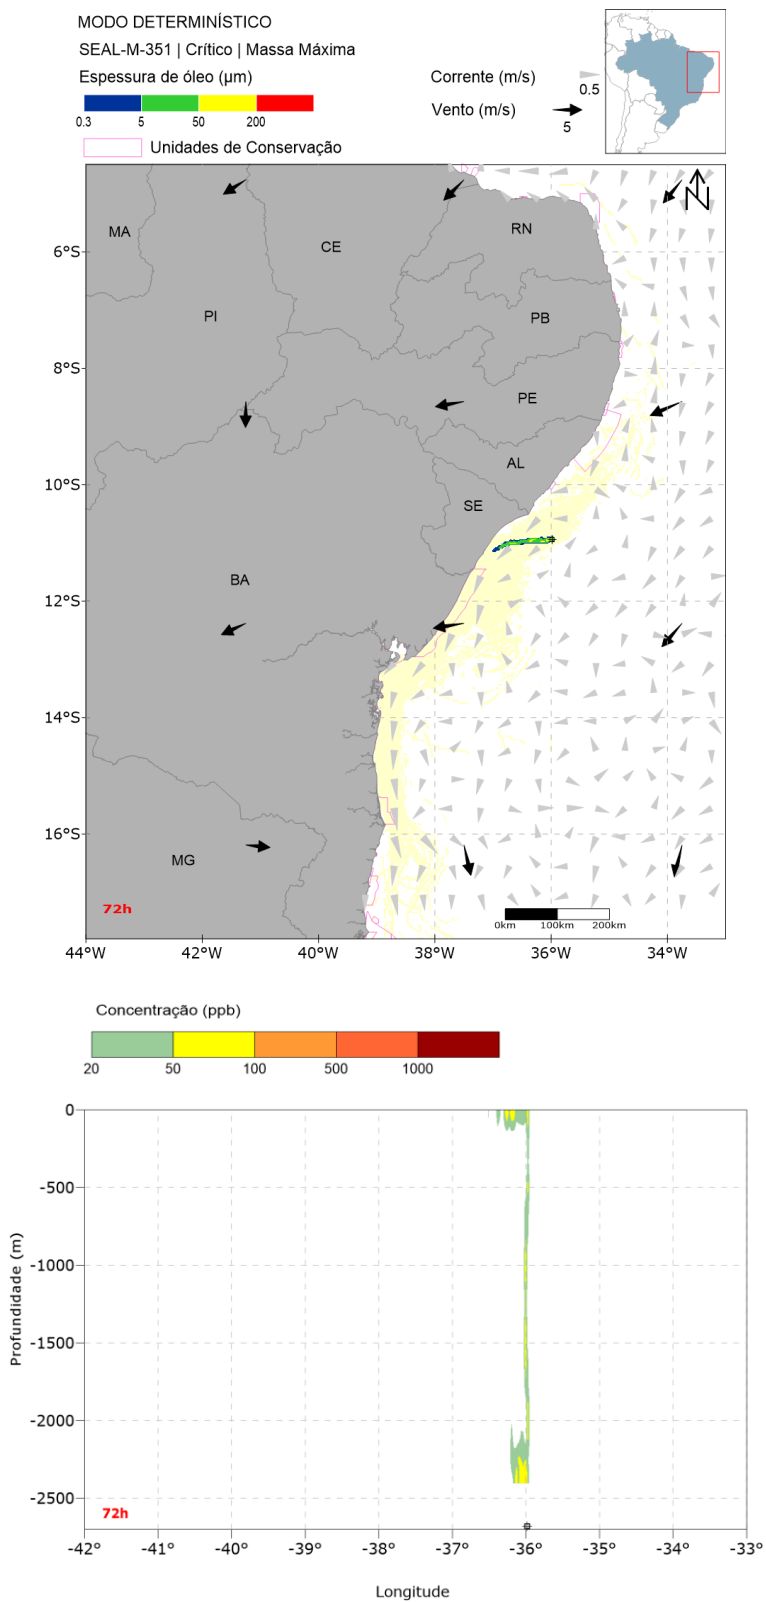 MODO DETERMINÍSTICO
SEAL-M-351 | Crítico | Massa Máxima
Espessura de óleo (µm)
0.3 5 50 200
Corrente (m/s)
0.5
Vento (m/s)
5
Unidades de Conservação
N
MA
CE
RN
PI
PB
PE
AL
SE
BA
MG
6°S
8°S
10°S
12°S
14°S
16°S
72h
0km 100km 200km
44°W 42°W 40°W 38°W 36°W 34°W
Concentração (ppb)
20 50 100 500 1000
Profundidade (m)
0
-500
-1000
-1500
-2000
-2500
72h
-42° -41° -40° -39° -38° -37° -36° -35° -34° -33°
Longitude